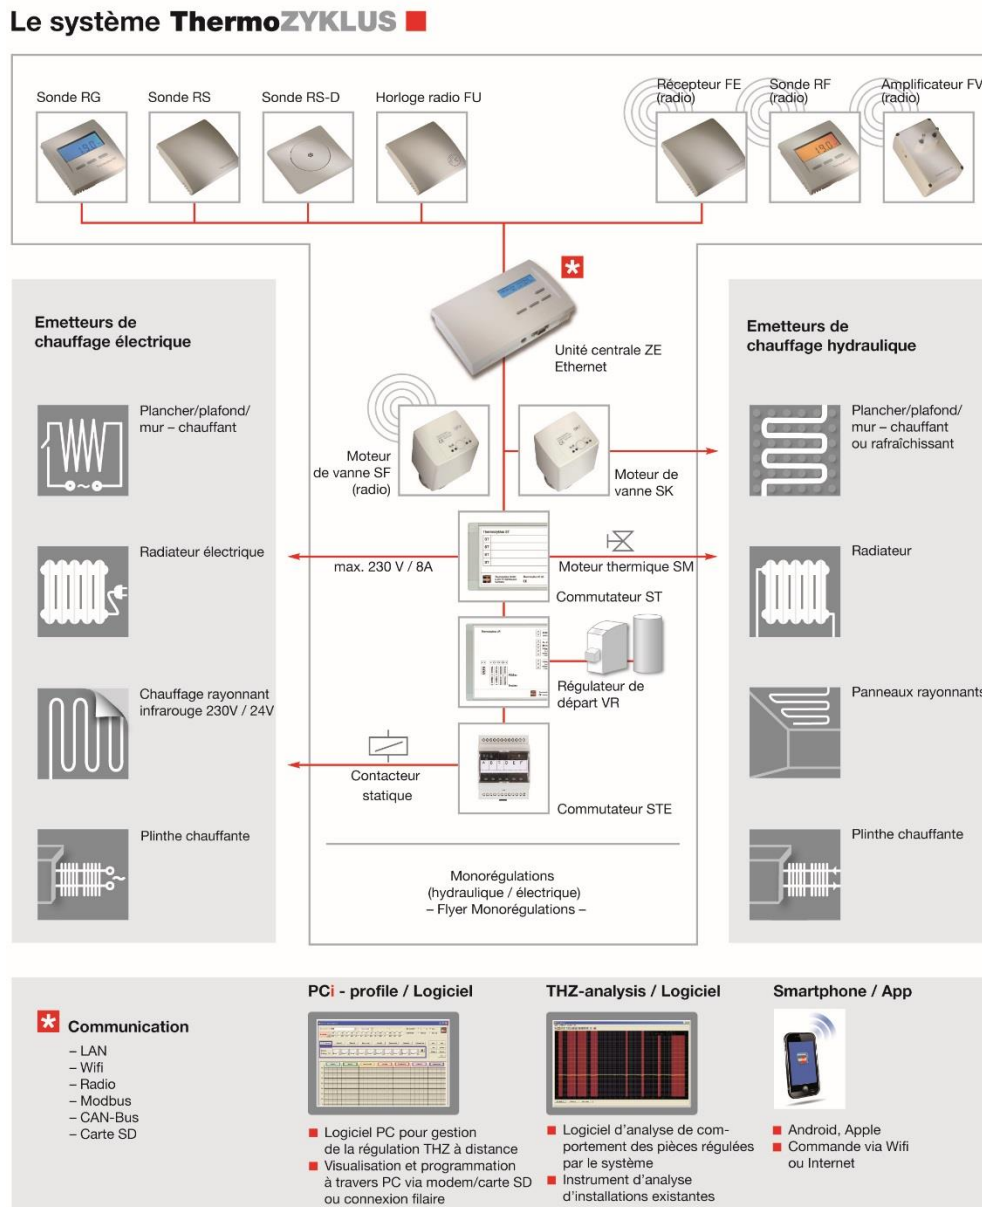 Le système ThermoZYKLUS
Sonde RG
Sonde RS
Sonde RS-D
Horloge radio FU
Récepteur FE
(radio)
Sonde RF
(radio)
Amplificateur FV
(radio)
Unité centrale ZE
Ethernet
Emetteurs de
chauffage électrique
Plancher/plafond/
mur – chauffant
Radiateur électrique
Chauffage rayonnant
infrarouge 230V / 24V
Plinthe chauffante
Moteur
de vanne SF
(radio)
Moteur de
vanne SK
max. 230 V / 8A
Moteur thermique SM
Commutateur ST
Régulateur de
départ VR
Contacteur
statique
Commutateur STE
Monorégulations
(hydraulique / électrique)
– Flyer Monorégulations –
Emetteurs de
chauffage hydraulique
Plancher/plafond/
mur – chauffant
ou rafraîchissant
Radiateur
Panneaux rayonnants
Plinthe chauffante
* Communication
– LAN
– Wifi
– Radio
– Modbus
– CAN-Bus
– Carte SD
PCi - profile / Logiciel
Logiciel PC pour gestion
de la régulation THZ à distance
Visualisation et programmation
à travers PC via modem/carte SD
ou connexion filaire
THZ-analysis / Logiciel
Logiciel d'analyse de com-
portement des pièces régulées
par le système
Instrument d'analyse
d'installations existantes
Smartphone / App
Android, Apple
Commande via Wifi
ou Internet